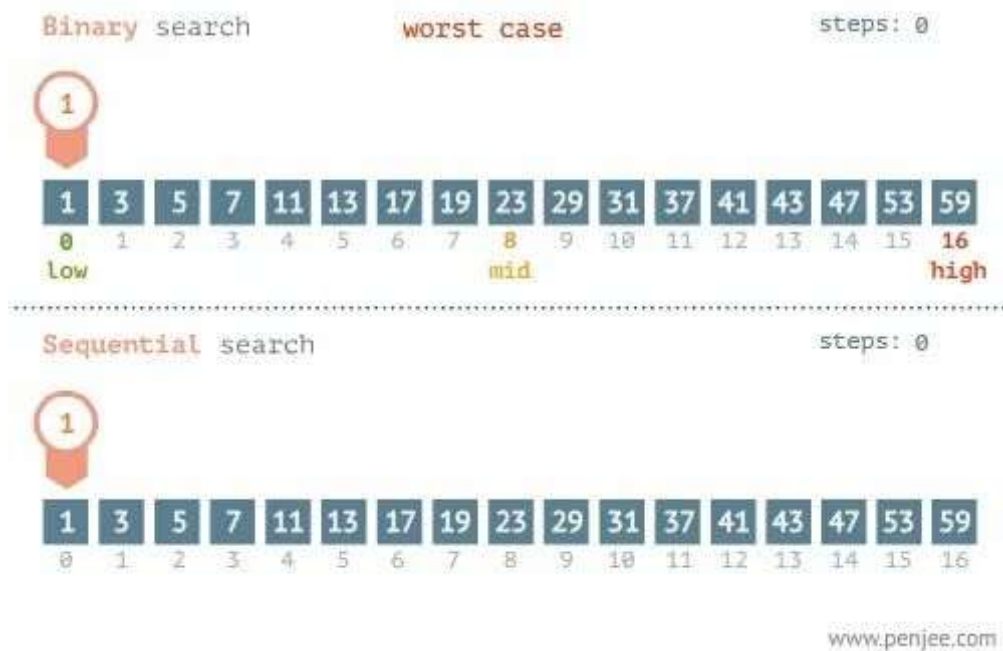 Binary search worst case steps: 0
1
1 3 5 7 11 13 17 19 23 29 31 37 41 43 47 53 59
0 1 2 3 4 5 6 7 8 9 10 11 12 13 14 15 16
low mid high
Sequential search steps: 0
1
1 3 5 7 11 13 17 19 23 29 31 37 41 43 47 53 59
0 1 2 3 4 5 6 7 8 9 10 11 12 13 14 15 16
www.penjee.com